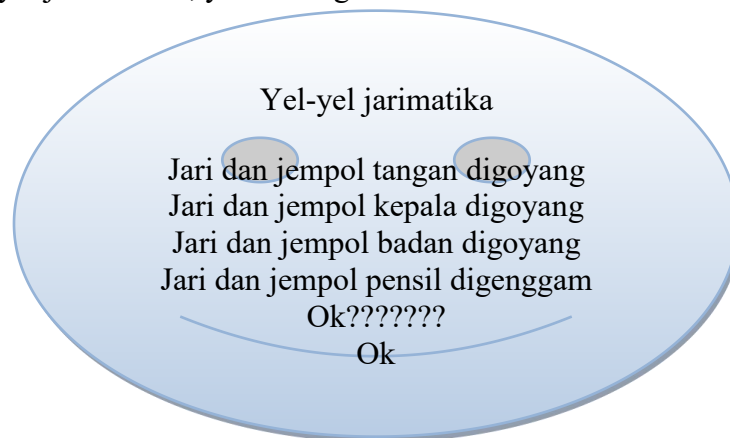 Yel-yel jarimatika
Jari dan jempol tangan digoyang
Jari dan jempol kepala digoyang
Jari dan jempol badan digoyang
Jari dan jempol pensil digenggam
Ok???????
Ok